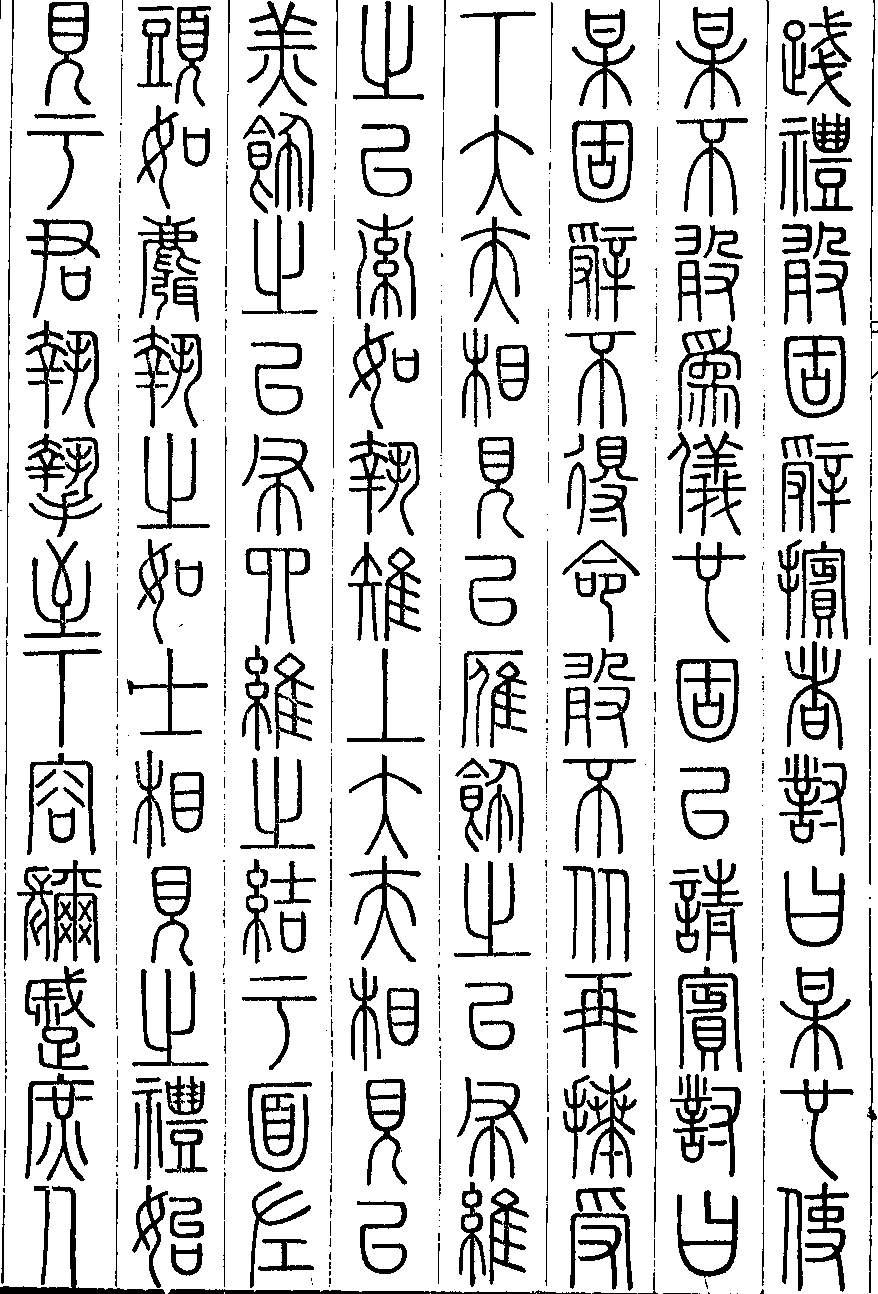 踐禮敢固辭擯者對曰某也使
某不敢爲儀也固以請賓對曰
某固辭不得命敢不从再拜受
下大夫相見以雁飾之以布維
之以索如執雉上大夫相見以
羔飾之以布四維之結于面左
頭如麛執之如士相見之禮始
見于君執摯至下容彌蹙庶人